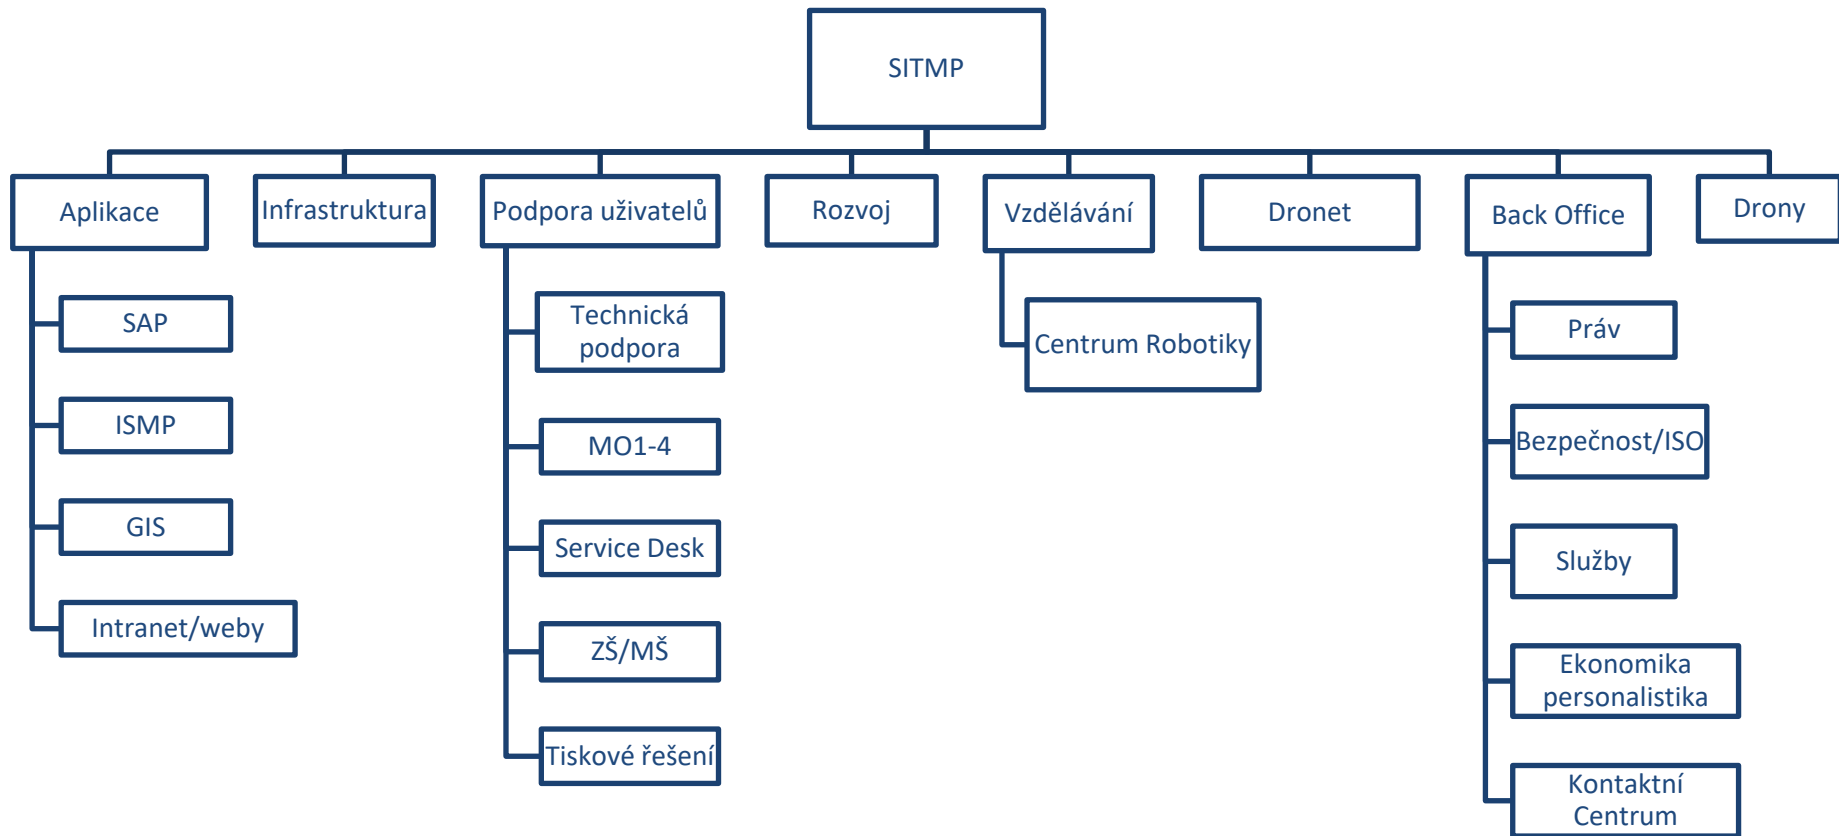 SITMP
Aplikace
Infrastruktura
Podpora uživatelů
Rozvoj
Vzdělávání
Dronet
Back Office
Drony
SAP
ISMP
GIS
Intranet/weby
Technická
podpora
MO1-4
Service Desk
ZŠ/MŠ
Tiskové řešení
Centrum Robotiky
Práv
Bezpečnost/ISO
Služby
Ekonomika
personalistika
Kontaktní
Centrum